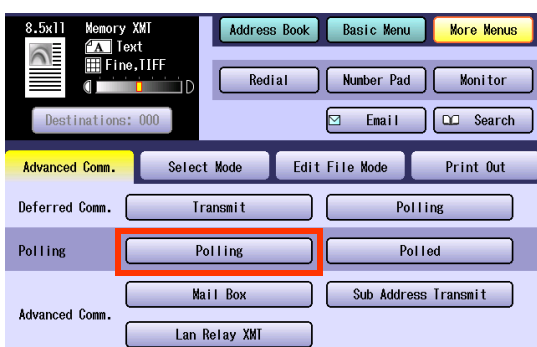 8.5x11 Memory XMT Address Book Basic Menu More Menus
A Text
Fine,TIFF
D Redial Number Pad Monitor
Destinations: 000 Email Search
Advanced Comm. Select Mode Edit File Mode Print Out
Deferred Comm. Transmit Polling
Polling Polling Polled
Mail Box Sub Address Transmit
Advanced Comm.
Lan Relay XMT